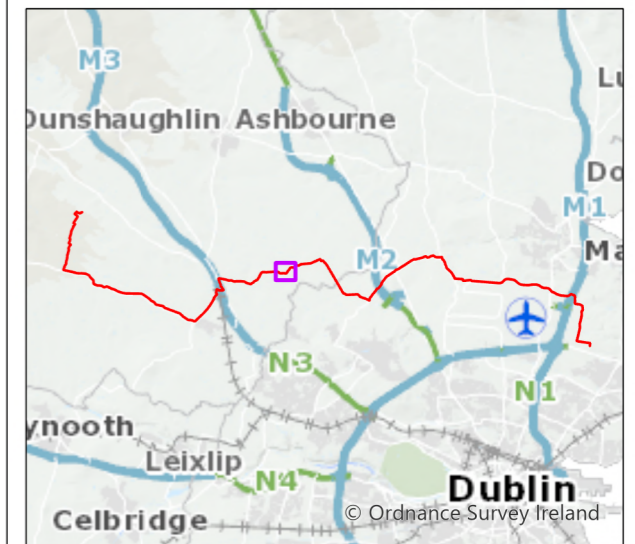 M3
Dunshaughlin
Ashbourne
M1
M2
N3
N1
Leixlip
N4
Dublin
Celbridge
© Ordnance Survey Ireland